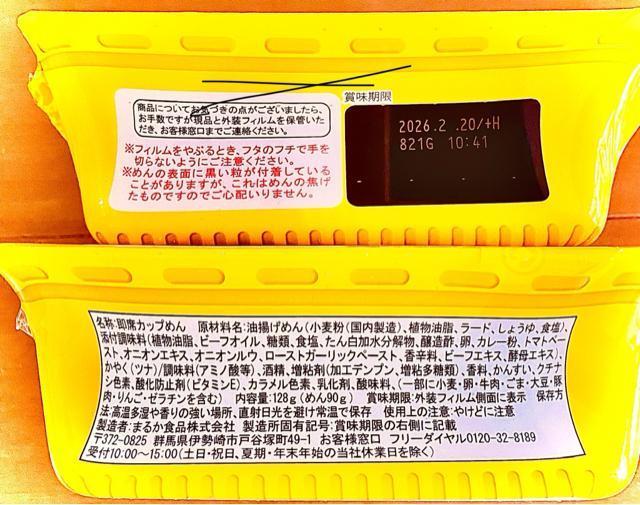 商品についてお気づきの点がございましたら、
お手数ですが現品と外装フィルムを保管いた
だき、お客様窓口までご連絡ください。
※フィルムをやぶるとき、フタのフチで手を
切らないようにご注意ください。
※めんの表面に黒い粒が付着している
ことがありますが、これはめんの焦げ
たものですのでご心配いりません。
賞味期限
2026.2 .20/+H
821G 10:41
名称:即席カップめん 原材料名:油揚げめん(小麦粉(国内製造)、植物油脂、ラード、しょうゆ、食塩)、
添付調味料(植物油脂、ビーフオイル、糖類、食塩、たん白加水分解物、醸造酢、卵、カレー粉、トマトペー
スト、オニオンエキス、オニオンルウ、ローストガーリックペースト、香辛料、ビーフエキス、酵母エキス)、
かやく(ツナ)/調味料(アミノ酸等)、酒精、増粘剤(加工デンプン、増粘多糖類)、香料、かんすい、クチナ
シ色素、酸化防止剤(ビタミンE)、カラメル色素、乳化剤、酸味料、(一部に小麦・卵・牛肉・ごま・大豆・豚
肉・りんご・ゼラチンを含む) 内容量:128g(めん90g) 賞味期限:外装フィルム側面に表示 保存方
法:高温多湿や香りの強い場所、直射日光を避け常温で保存 使用上の注意:やけどに注意
製造者:まるか食品株式会社 製造所固有記号:賞味期限の右側に記載
〒372-0825 群馬県伊勢崎市戸谷塚町49-1 お客様窓口 フリーダイヤル0120-32-8189
受付10:00〜15:00(土日・祝日、夏期・年末年始の当社休業日を除く)